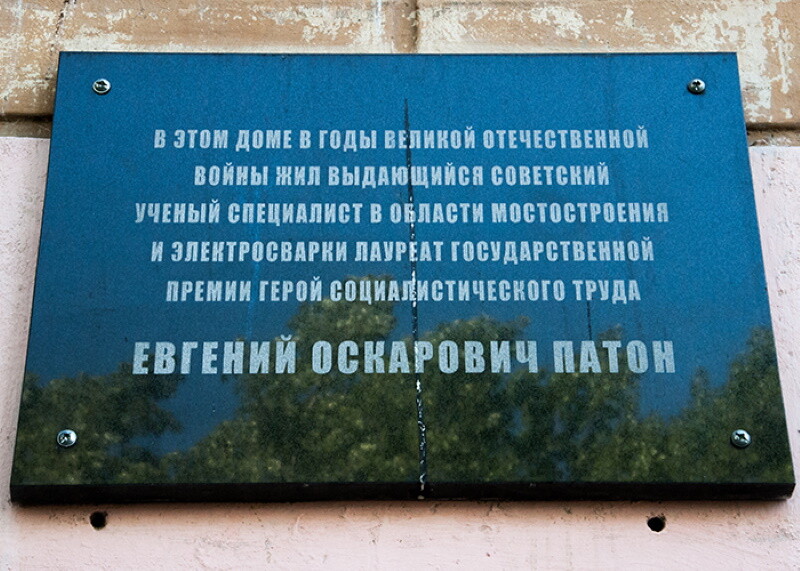 В ЭТОМ ДОМЕ В ГОДЫ ВЕЛИКОЙ ОТЕЧЕСТВЕННОЙ
ВОЙНЫ ЖИЛ ВЫДАЮЩИЙСЯ СОВЕТСКИЙ
УЧЕНЫЙ СПЕЦИАЛИСТ В ОБЛАСТИ МОСТОСТРОЕНИЯ
И ЭЛЕКТРОСВАРКИ ЛАУРЕАТ ГОСУДАРСТВЕННОЙ
ПРЕМИИ ГЕРОЙ СОЦИАЛИСТИЧЕСКОГО ТРУДА
ЕВГЕНИЙ ОСКАРОВИЧ ПАТОН